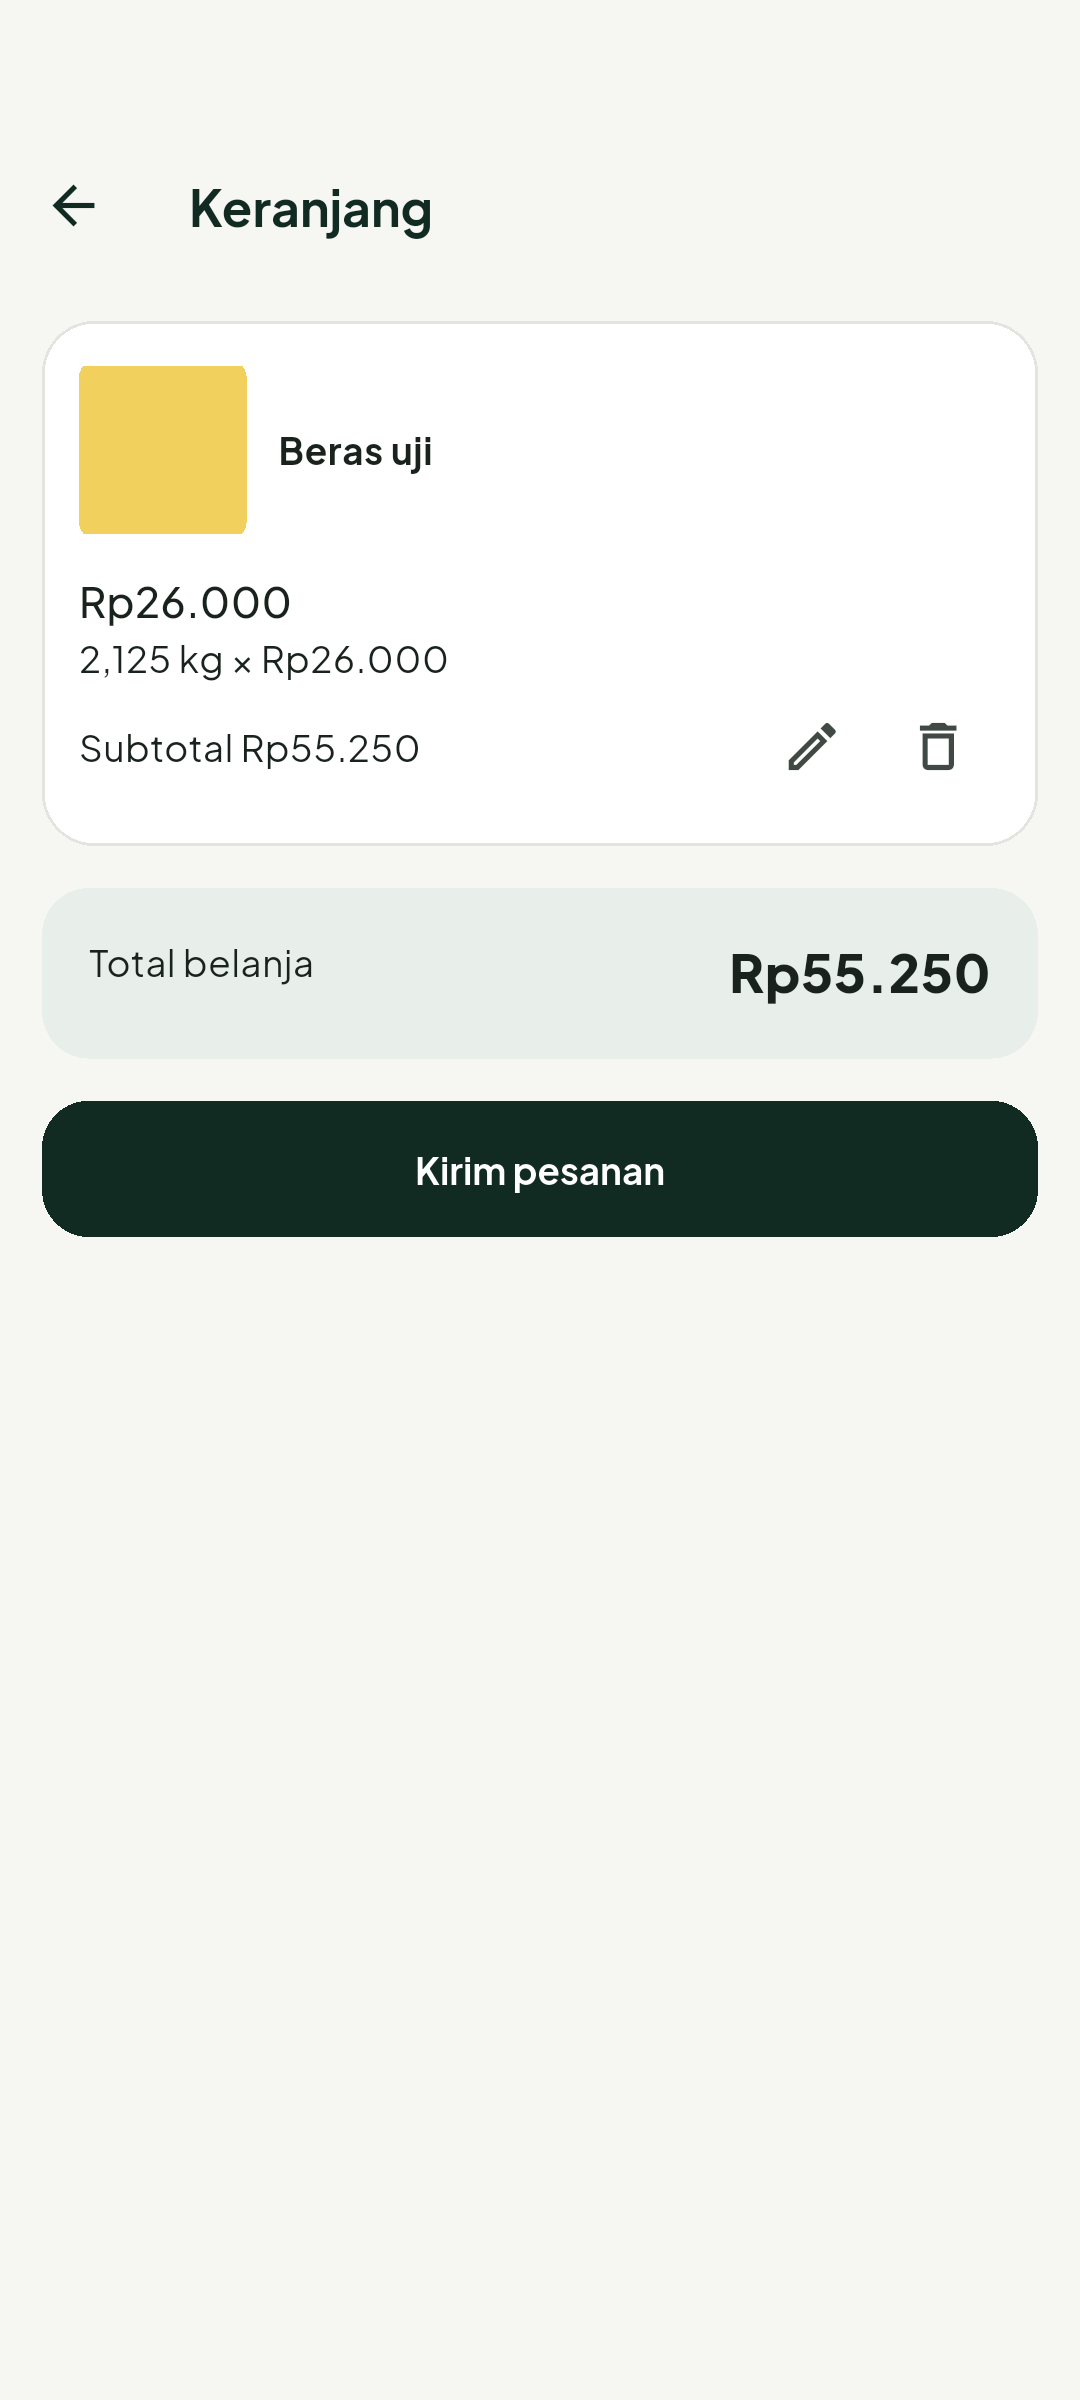 Keranjang
Beras uji
Rp26.000
2,125 kg × Rp26.000
Subtotal Rp55.250
Total belanja
Rp55.250
Kirim pesanan